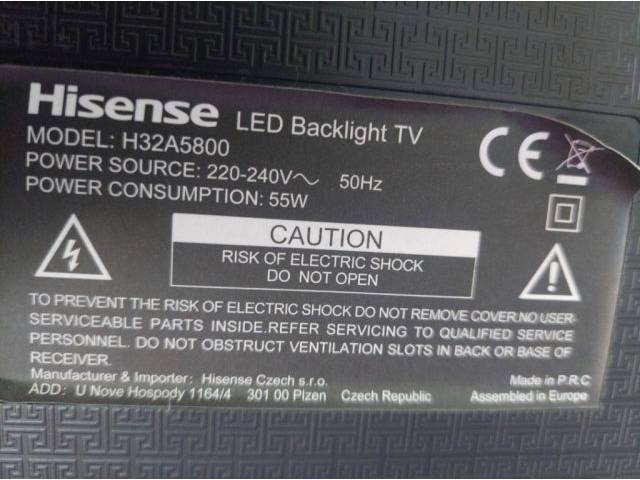 Hisense LED Backlight TV
MODEL: H32A5800
POWER SOURCE: 220-240V～ 50Hz
POWER CONSUMPTION: 55W
CE
CAUTION
RISK OF ELECTRIC SHOCK
DO NOT OPEN
TO PREVENT THE RISK OF ELECTRIC SHOCK DO NOT REMOVE COVER.NO USER-
SERVICEABLE PARTS INSIDE.REFER SERVICING TO QUALIFIED SERVICE
PERSONNEL. DO NOT OBSTRUCT VENTILATION SLOTS IN BACK OR BASE OF
RECEIVER.
Manufacturer & Importer: Hisense Czech s.r.o. Made in P.R.C
ADD: U Nove Hospody 1164/4 301 00 Plzen Czech Republic Assembled in Europe